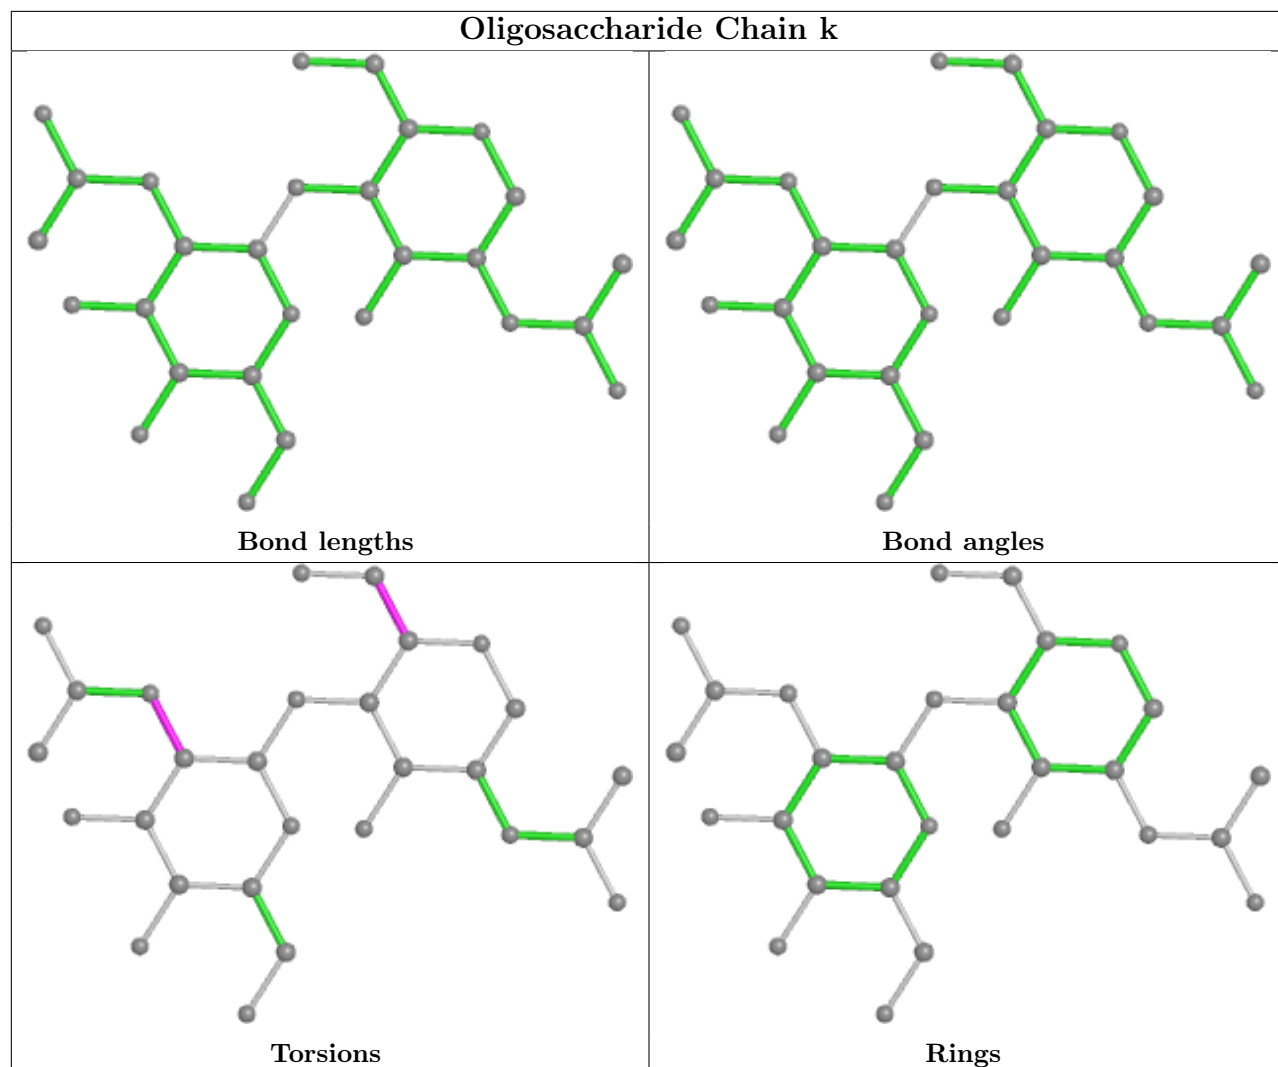 Oligosaccharide Chain k
Bond lengths
Bond angles
Torsions
Rings